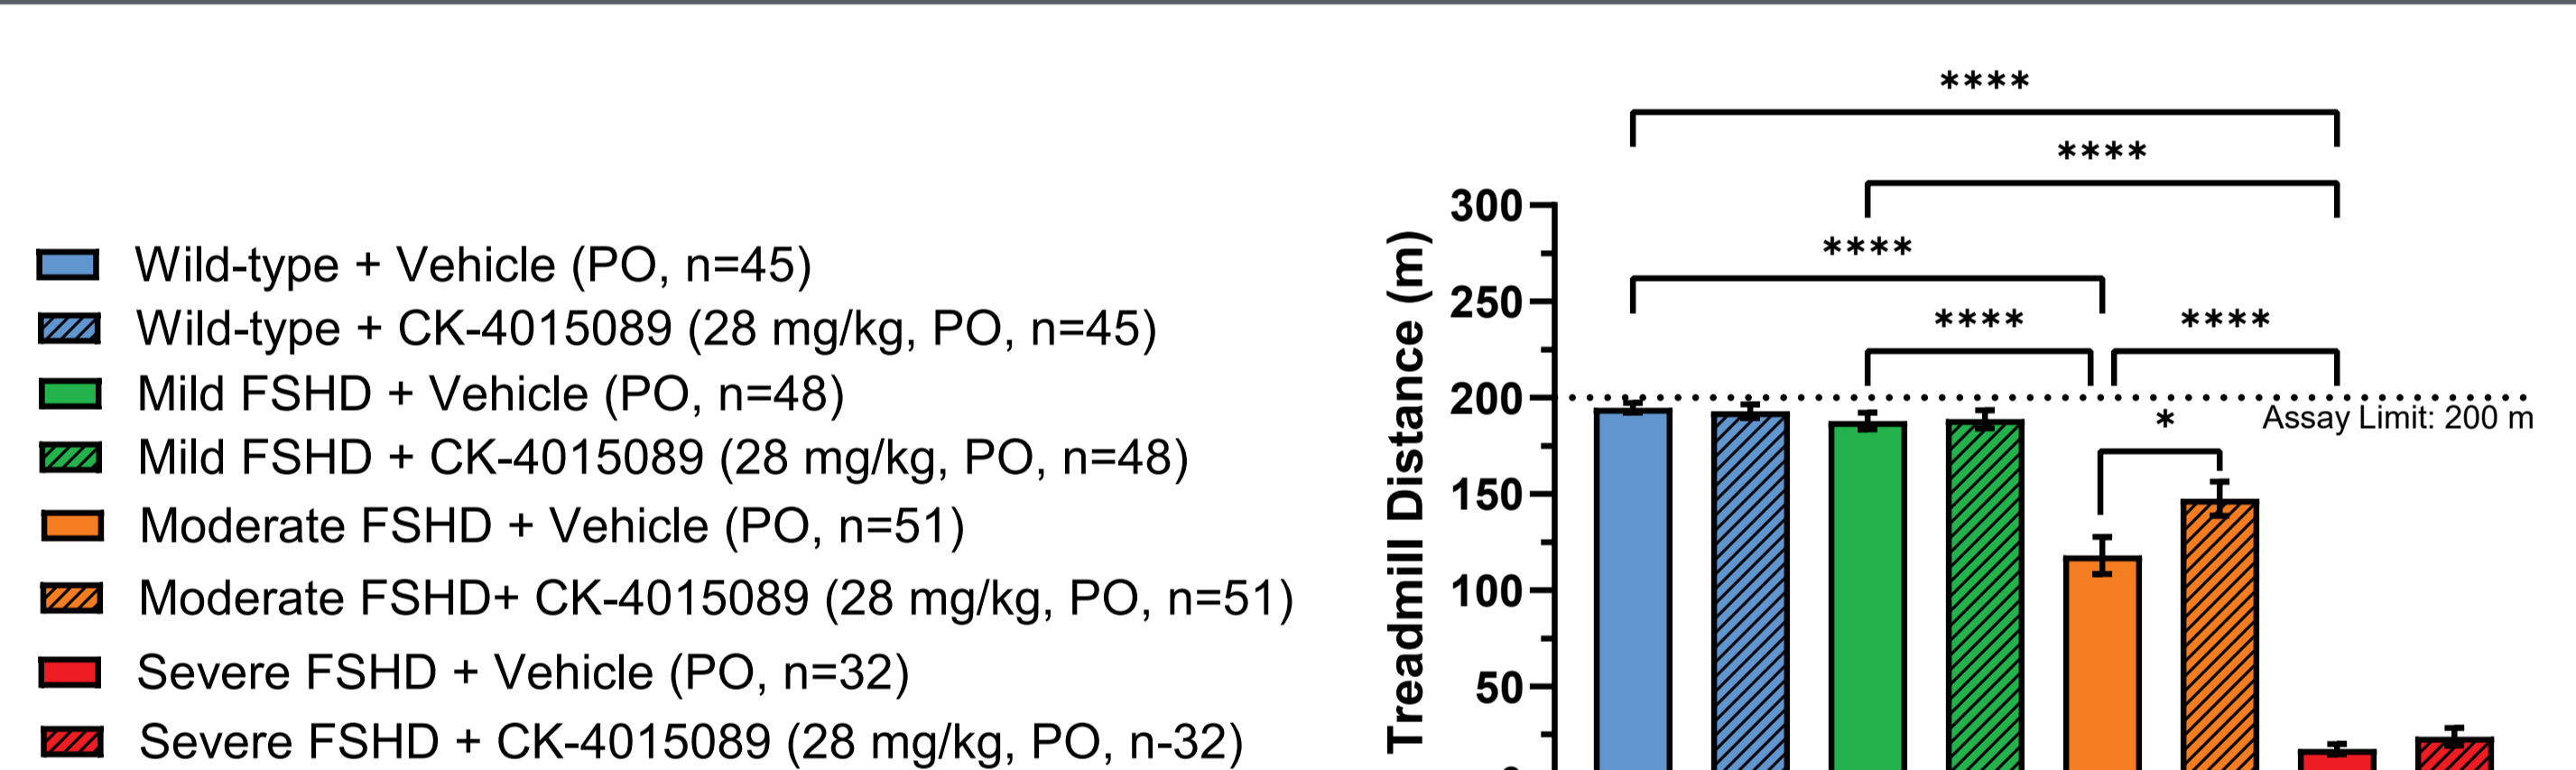 Wild-type + Vehicle (PO, n=45)
Wild-type + CK-4015089 (28 mg/kg, PO, n=45)
Mild FSHD + Vehicle (PO, n=48)
Mild FSHD + CK-4015089 (28 mg/kg, PO, n=48)
Moderate FSHD + Vehicle (PO, n=51)
Moderate FSHD+ CK-4015089 (28 mg/kg, PO, n=51)
Severe FSHD + Vehicle (PO, n=32)
Severe FSHD + CK-4015089 (28 mg/kg, PO, n-32)
Treadmill Distance (m)
300
250
200
150
100
50
****
****
****
****
****
*
Assay Limit: 200 m